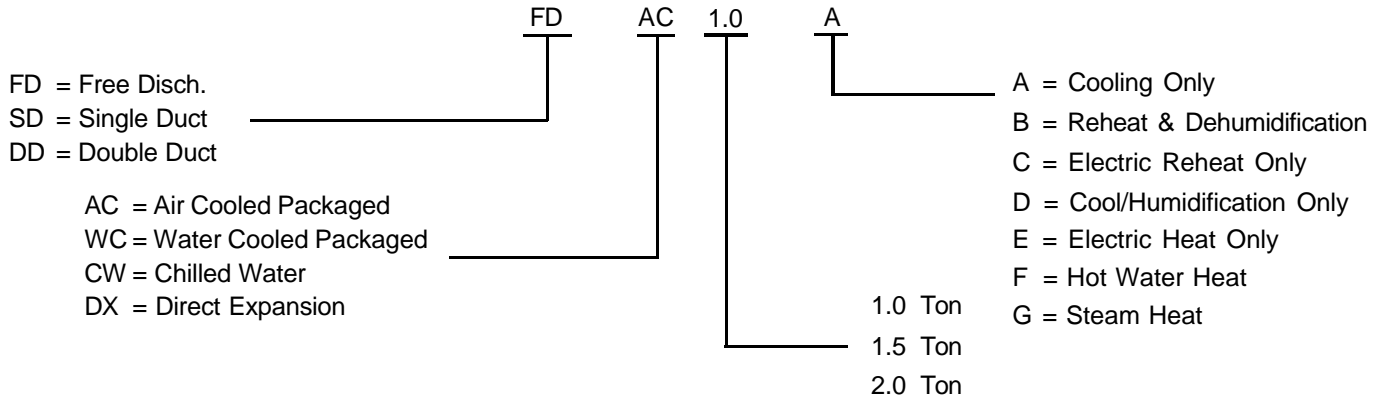 FD AC 1.0 A
FD = Free Disch.
SD = Single Duct
DD = Double Duct
AC = Air Cooled Packaged
WC = Water Cooled Packaged
CW = Chilled Water
DX = Direct Expansion
1.0 Ton
1.5 Ton
2.0 Ton
A = Cooling Only
B = Reheat & Dehumidification
C = Electric Reheat Only
D = Cool/Humidification Only
E = Electric Heat Only
F = Hot Water Heat
G = Steam Heat